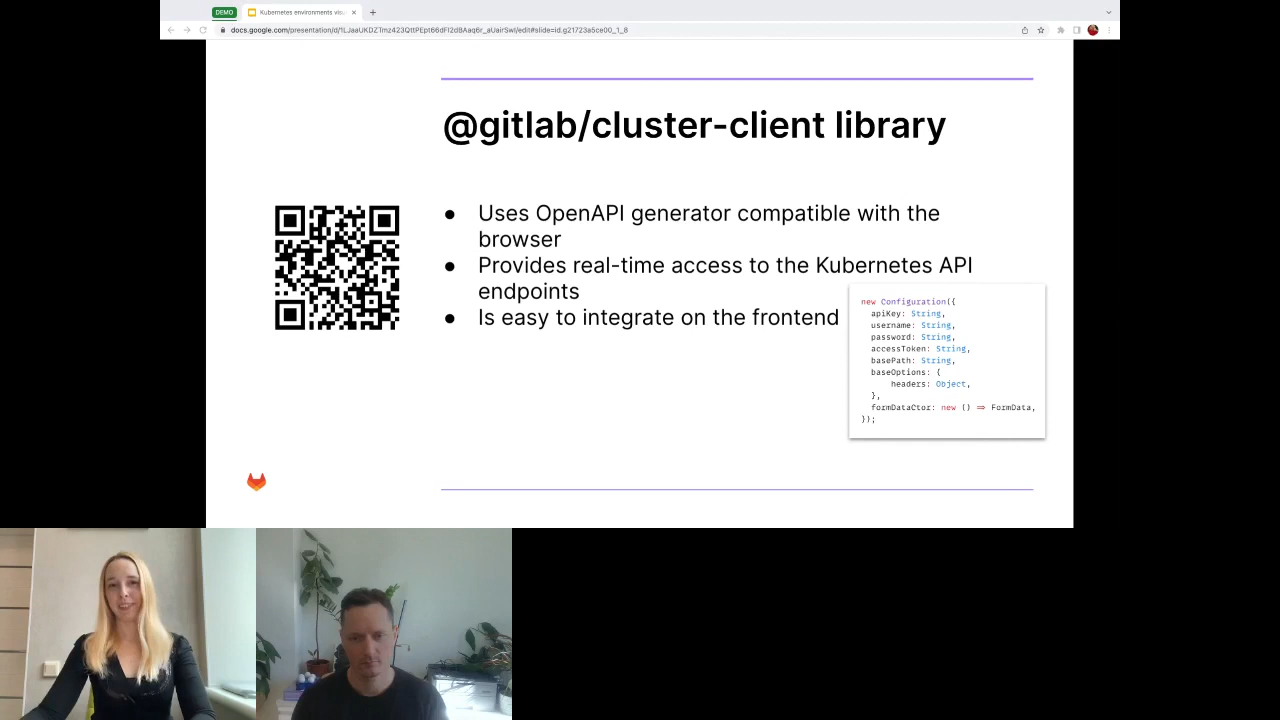 DEMO
Kubernetes environments visu
docs.google.com/presentation/d/1LJaaUKDZTmz423QttPEpt66dFI2dBAaq6r_aUairSwI/edit#slide=id.g21723a5ce00_1_8
@gitlab/cluster-client library
● Uses OpenAPI generator compatible with the
browser
● Provides real-time access to the Kubernetes API
endpoints
● Is easy to integrate on the frontend
new Configuration({
apiKey: String,
username: String,
password: String,
accessToken: String,
basePath: String,
baseOptions: {
headers: Object,
},
formDataCtor: new () => FormData,
});